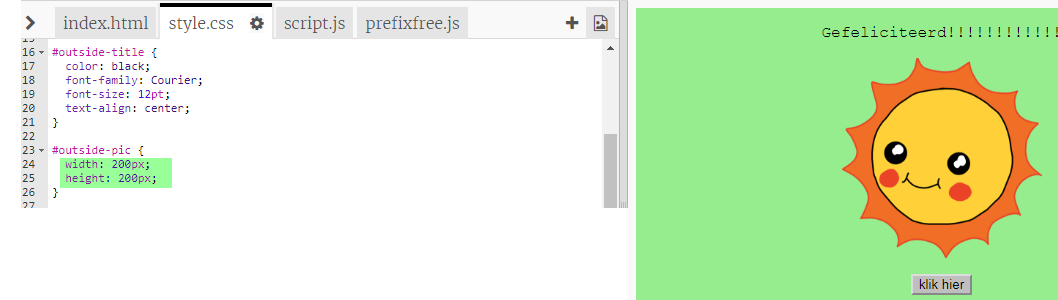 index.html style.css script.js prefixfree.js
16 #outside-title {
17 color: black;
18 font-family: Courier;
19 font-size: 12pt;
20 text-align: center;
21 }
22
23 #outside-pic {
24 width: 200px;
25 height: 200px;
26 }
27
Gefeliciteerd!!!!!!!!!!!!
klik hier